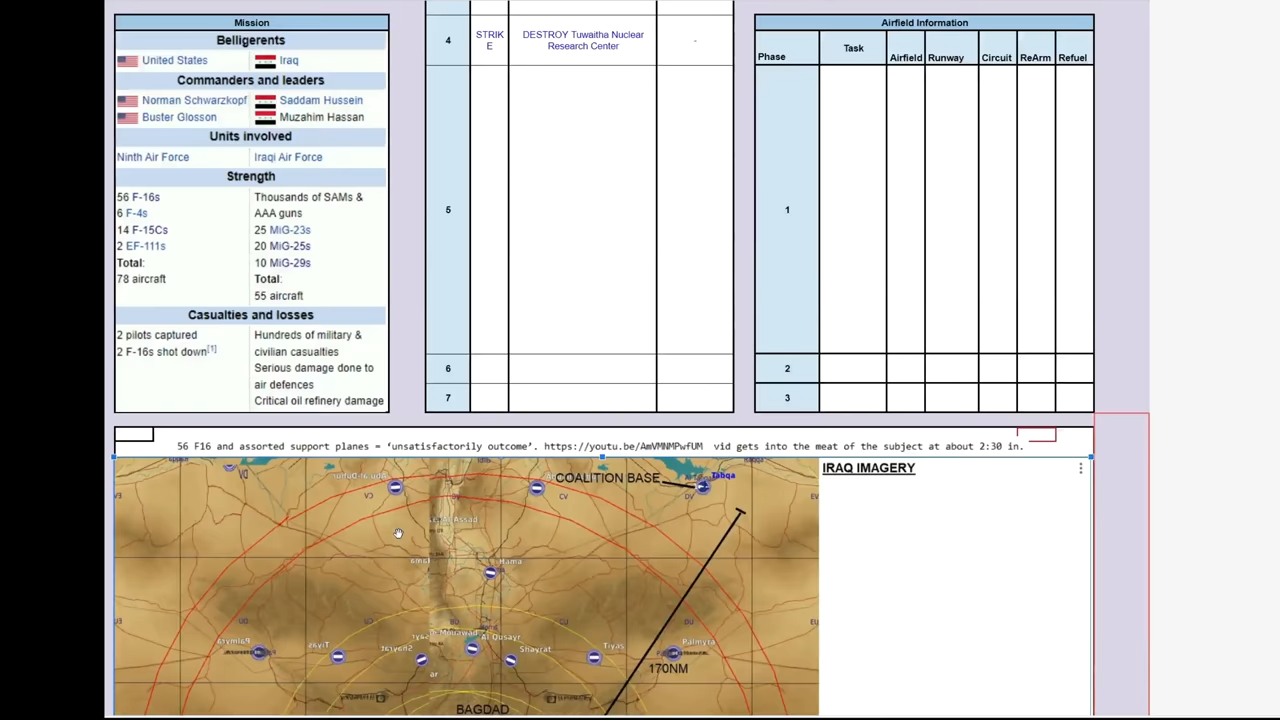 Mission
Belligerents
United States
Iraq
Commanders and leaders
Norman Schwarzkopf
Saddam Hussein
Buster Glosson
Muzahim Hassan
Units involved
Ninth Air Force
Iraqi Air Force
Strength
56 F-16s
6 F-4s
14 F-15Cs
2 EF-111s
Total:
78 aircraft
Thousands of SAMs &
AAA guns
25 MiG-23s
20 MiG-25s
10 MiG-29s
Total:
55 aircraft
Casualties and losses
2 pilots captured
2 F-16s shot down[1]
Hundreds of military &
civilian casualties
Serious damage done to
air defences
Critical oil refinery damage
4
STRIK
E
DESTROY Tuwaitha Nuclear
Research Center
-
5
6
7
Airfield Information
Phase
Task
Airfield
Runway
Circuit
ReArm
Refuel
1
2
3
56 F16 and assorted support planes = ‘unsatisfactorily outcome’. https://youtu.be/AmVMNMPwfUM vid gets into the meat of the subject at about 2:30 in.
COALITION BASE
Tabqa
IRAQ IMAGERY
CV
DV
Hama
Al Qusayr
Shayrat
Tiyas
Palmyra
170NM
BAGDAD